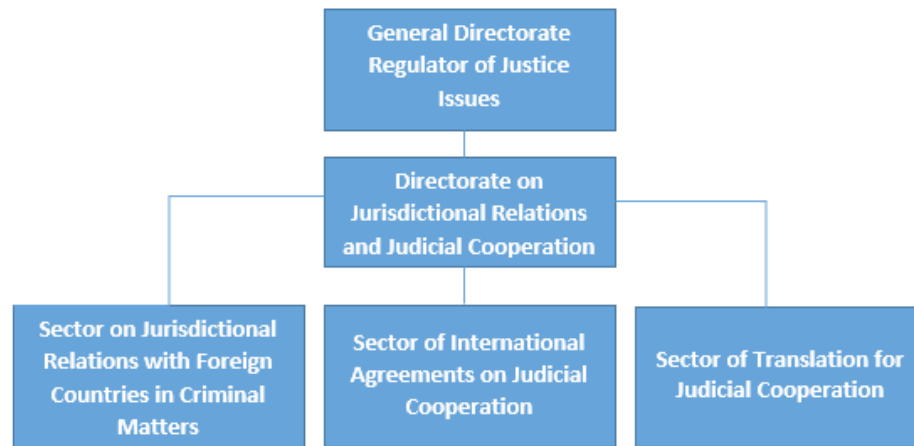 General Directorate
Regulator of Justice
Issues
Directorate on
Jurisdictional Relations
and Judicial Cooperation
Sector on Jurisdictional
Relations with Foreign
Countries in Criminal
Matters
Sector of International
Agreements on Judicial
Cooperation
Sector of Translation for
Judicial Cooperation